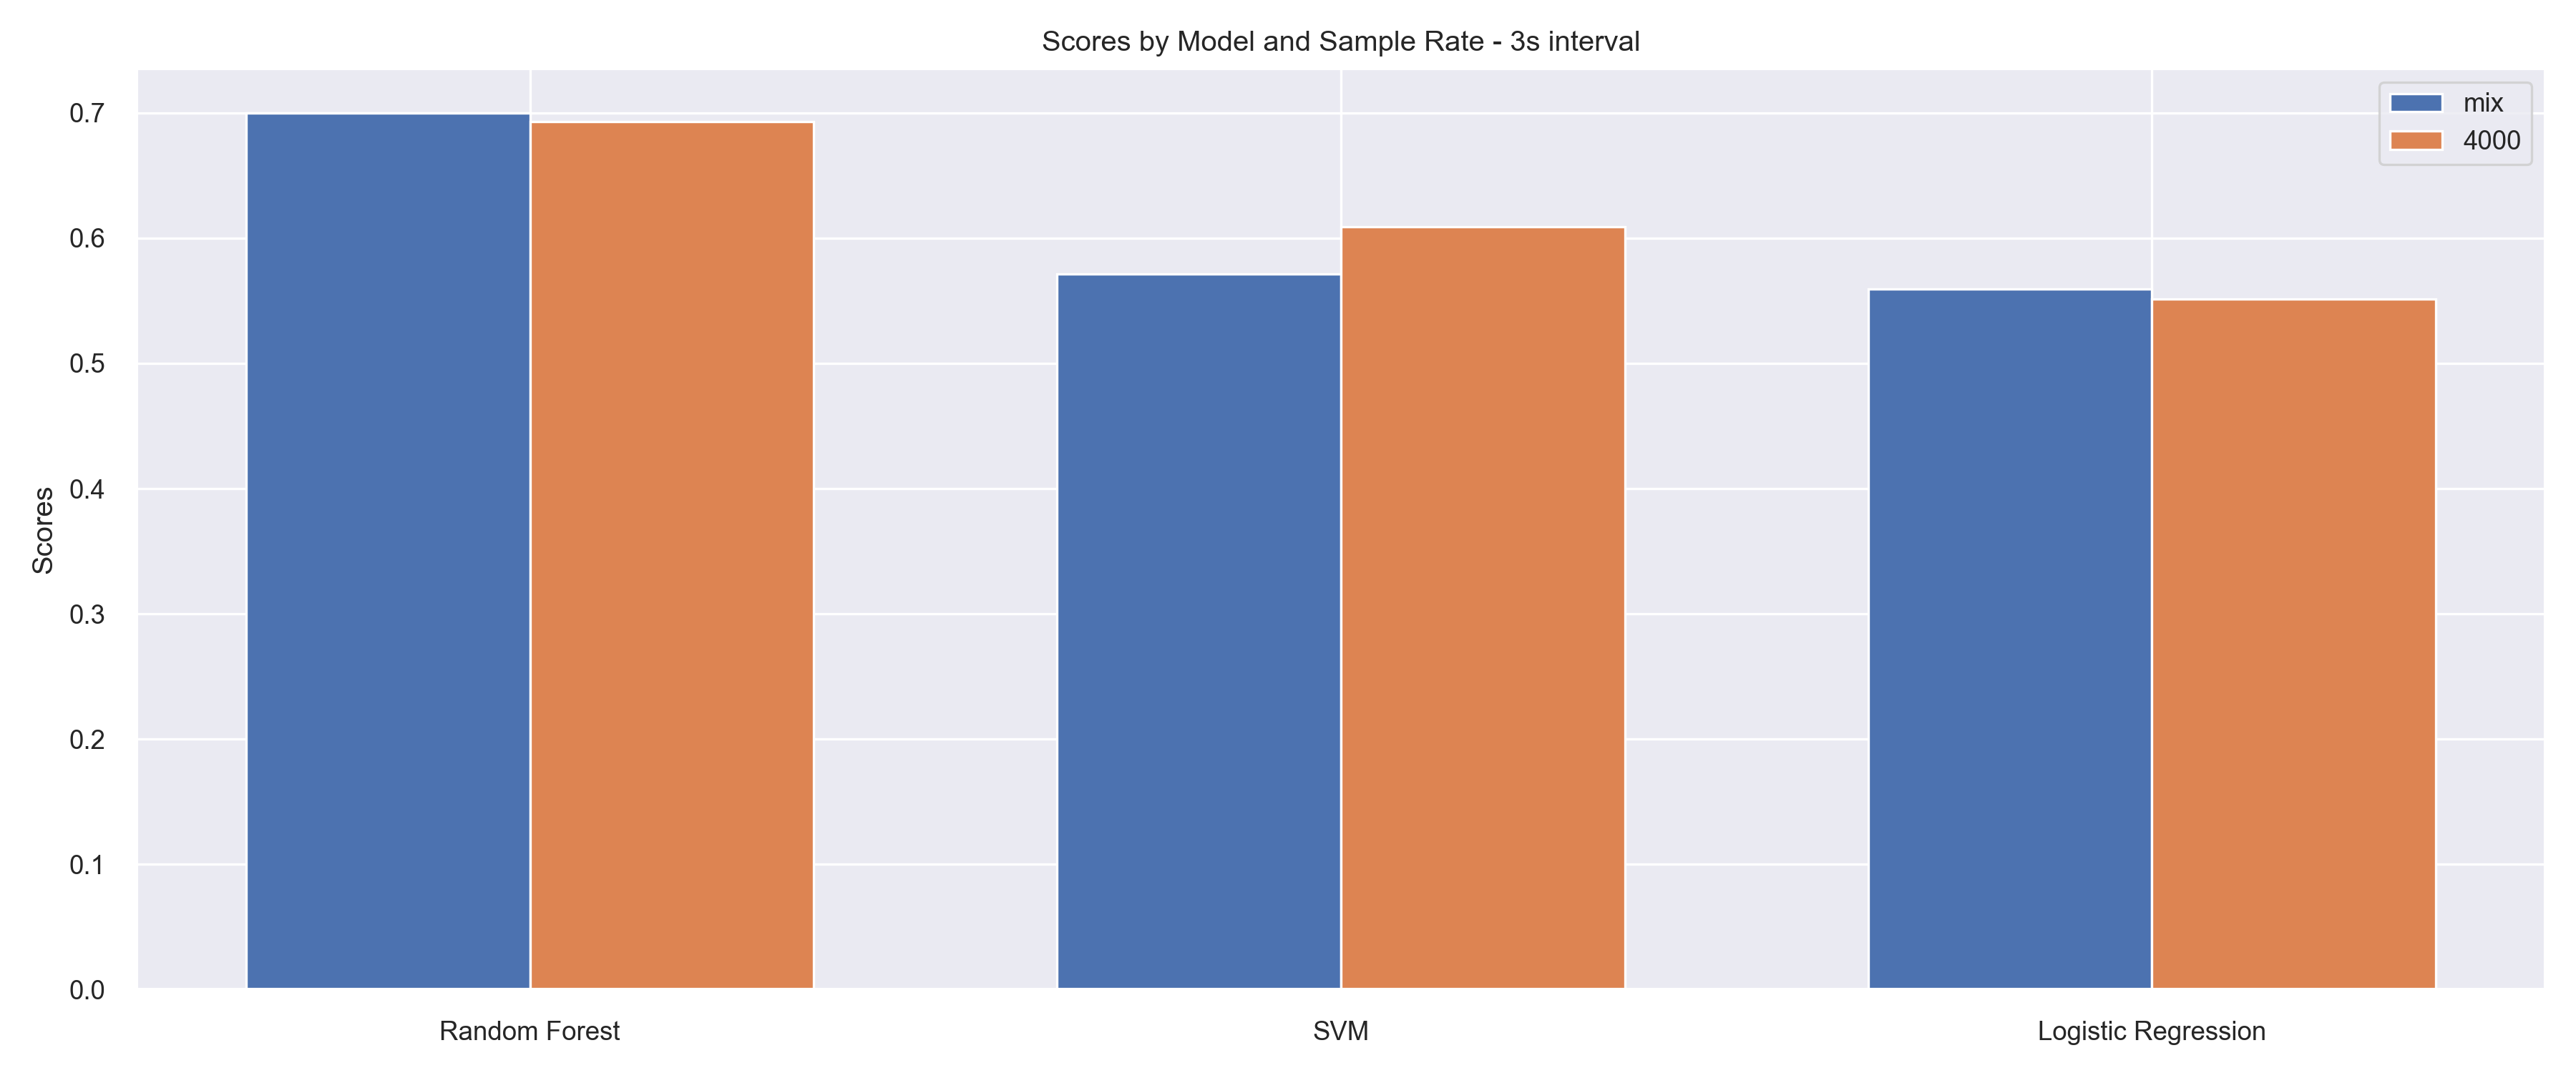 Scores by Model and Sample Rate - 3s interval
mix
4000
0.7
0.6
0.5
0.4
0.3
0.2
0.1
0.0
Scores
Random Forest
SVM
Logistic Regression